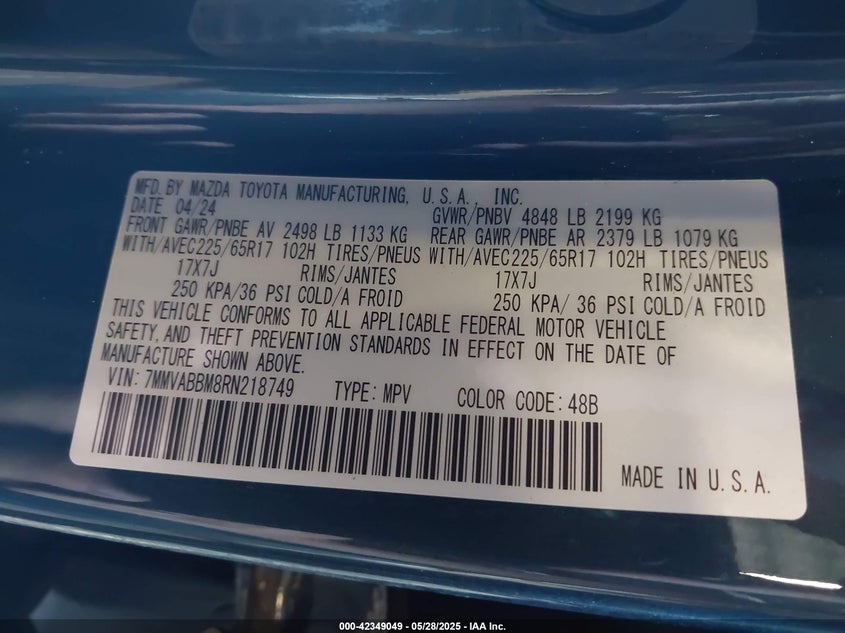 MFD. BY MAZDA TOYOTA MANUFACTURING, U.S.A., INC.
DATE 04/24 GVWR/PNBV 4848 LB 2199 KG
FRONT GAWR/PNBE AV 2498 LB 1133 KG REAR GAWR/PNBE AR 2379 LB 1079 KG
WITH/AVEC225/65R17 102H TIRES/PNEUS WITH/AVEC225/65R17 102H TIRES/PNEUS
17X7J RIMS/JANTES 17X7J RIMS/JANTES
250 KPA/36 PSI COLD/A FROID 250 KPA/ 36 PSI COLD/A FROID
THIS VEHICLE CONFORMS TO ALL APPLICABLE FEDERAL MOTOR VEHICLE
SAFETY, AND THEFT PREVENTION STANDARDS IN EFFECT ON THE DATE OF
MANUFACTURE SHOWN ABOVE.
VIN: 7MMVABBM8RN218749 TYPE: MPV COLOR CODE: 48B
MADE IN U.S.A.
000-42349049 - 05/28/2025 - IAA Inc.